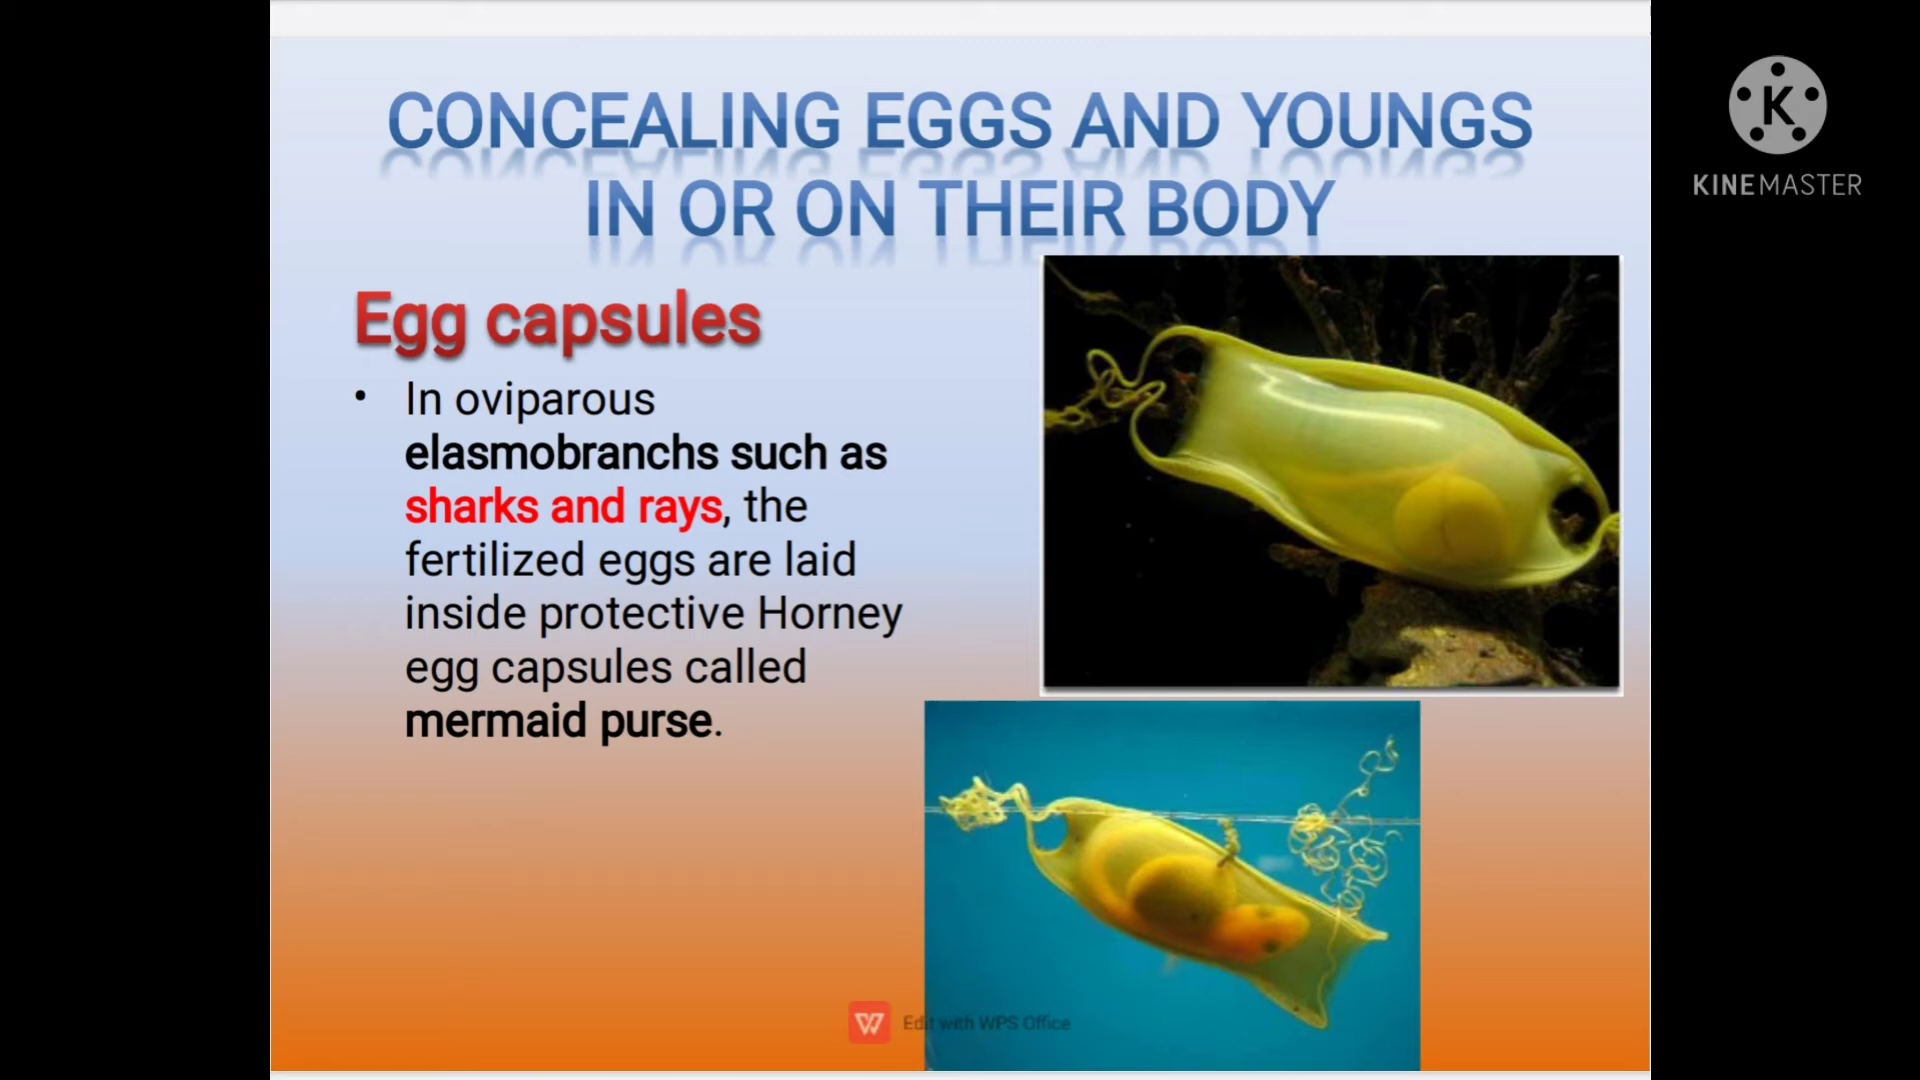 CONCEALING EGGS AND YOUNGS
IN OR ON THEIR BODY
Egg capsules
• In oviparous
elasmobranchs such as
sharks and rays, the
fertilized eggs are laid
inside protective Horney
egg capsules called
mermaid purse.
Edit with WPS Office
K
KINEMASTER